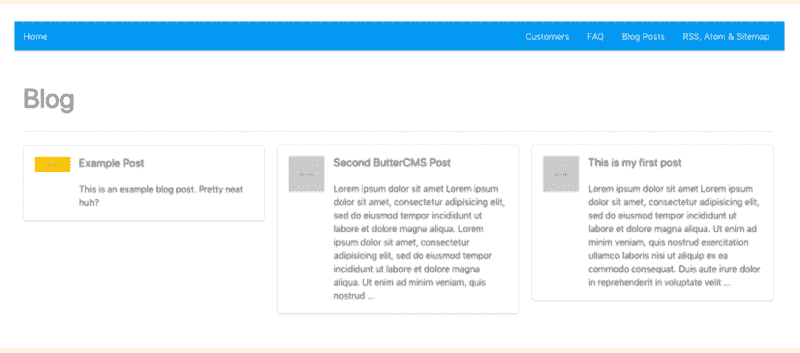 Home
Customers FAQ Blog Posts RSS, Atom & Sitemap
Blog
Example Post
This is an example blog post. Pretty neat
huh?
Second ButterCMS Post
Lorem ipsum dolor sit amet Lorem ipsum
dolor sit amet, consectetur adipisicing elit,
sed do eiusmod tempor incididunt ut
labore et dolore magna aliqua. Lorem
ipsum dolor sit amet, consectetur
adipisicing elit, sed do eiusmod tempor
incididunt ut labore et dolore magna
aliqua. Ut enim ad minim veniam, quis
nostrud ...
This is my first post
Lorem ipsum dolor sit amet, consectetur
adipisicing elit, sed do eiusmod tempor
incididunt ut labore et dolore magna
aliqua. Ut enim ad
minim veniam, quis nostrud exercitation
ullamco laboris nisi ut aliquip ex ea
commodo consequat. Duis aute irure dolor
in reprehenderit in voluptate velit ...